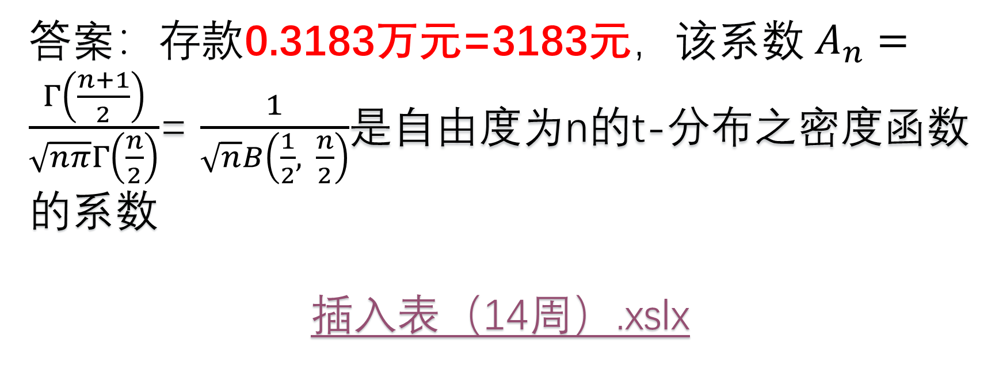 答案：存款0.3183万元=3183元，该系数 $A_n =$
$\frac{\Gamma\left(\frac{n+1}{2}\right)}{\sqrt{n\pi}\Gamma\left(\frac{n}{2}\right)} = \frac{1}{\sqrt{n}B\left(\frac{1}{2}, \frac{n}{2}\right)}$是自由度为n的t-分布之密度函数
的系数
插入表（14周）.xslx